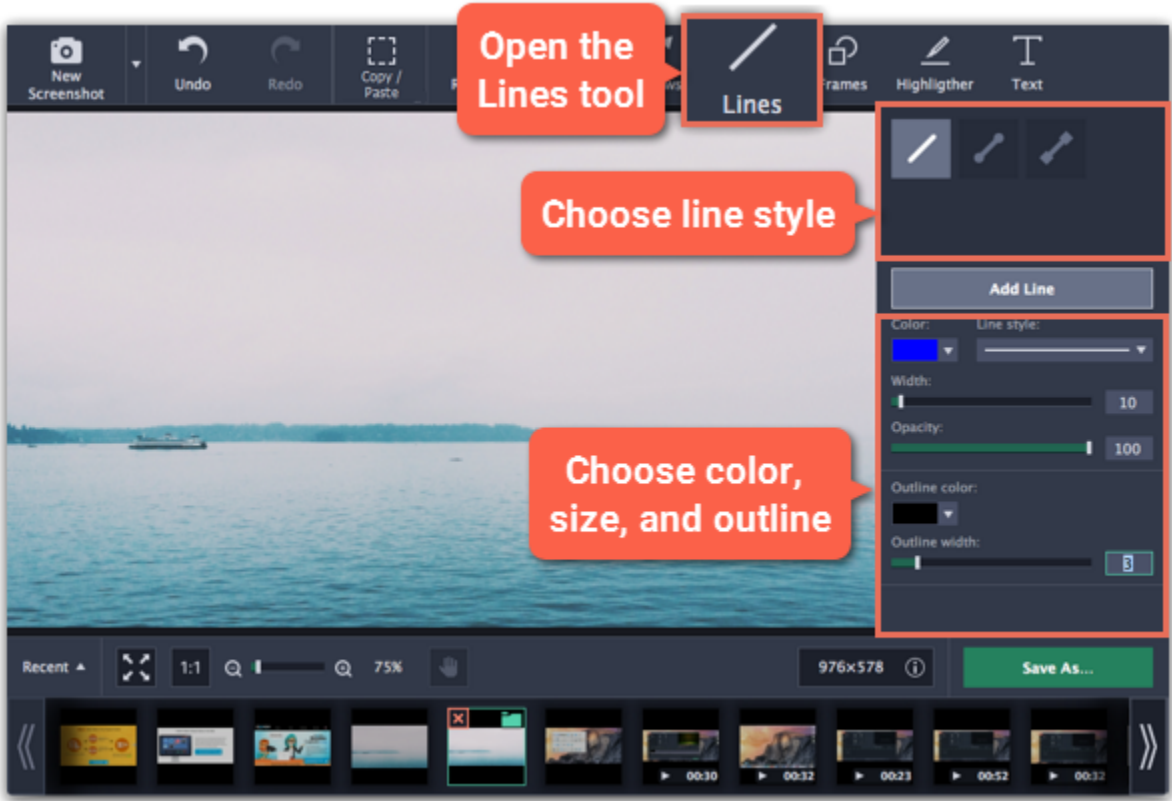 Open the
Lines tool
New
Screenshot
Undo
Redo
Copy /
Paste
Lines
Frames
Highligther
Text
Choose line style
Add Line
Color:
Line style:
Width:
10
Opacity:
100
Choose color,
size, and outline
Outline color:
Outline width:
3
Recent
1:1
75%
976×578
Save As...
00:30
00:32
00:23
00:52
00:32